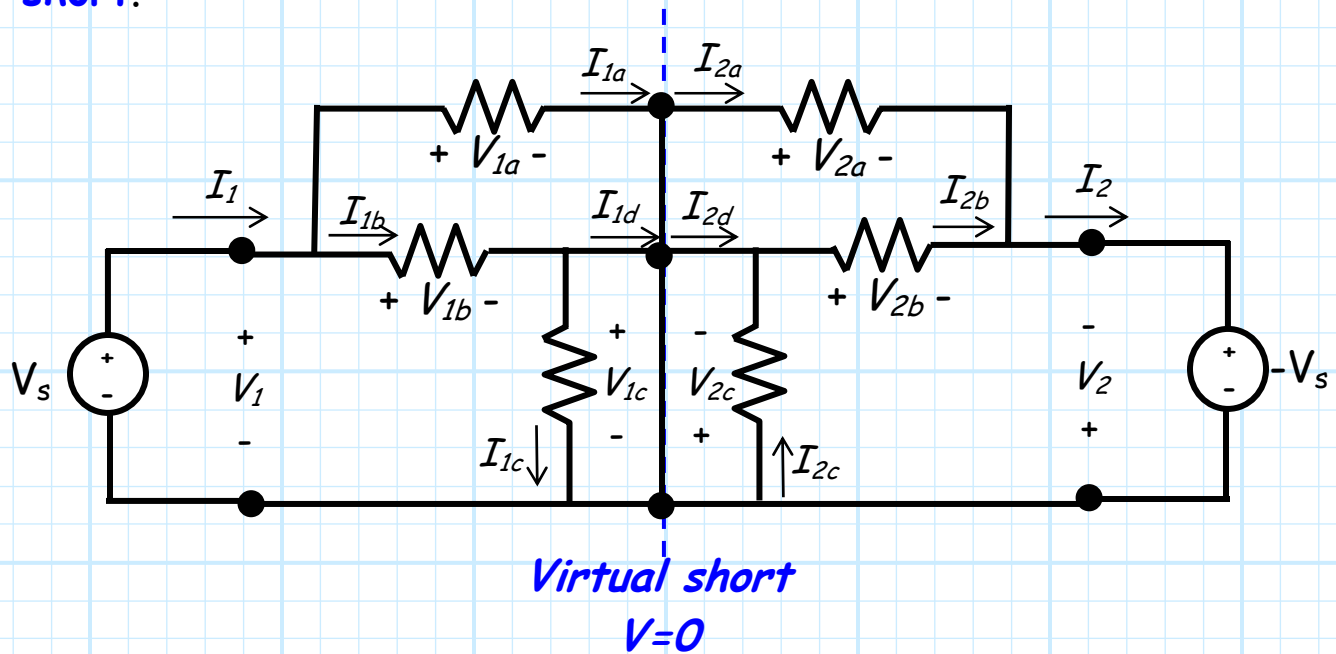 short.
I1a I2a
+ V1a - + V2a -
I1 I1b I1d I2d I2b I2
+ V1b - + V2b -
+ + - -
Vs + - V1 V1c V2c V2 + - -Vs
- - + +
I1c I2c
Virtual short
V=0